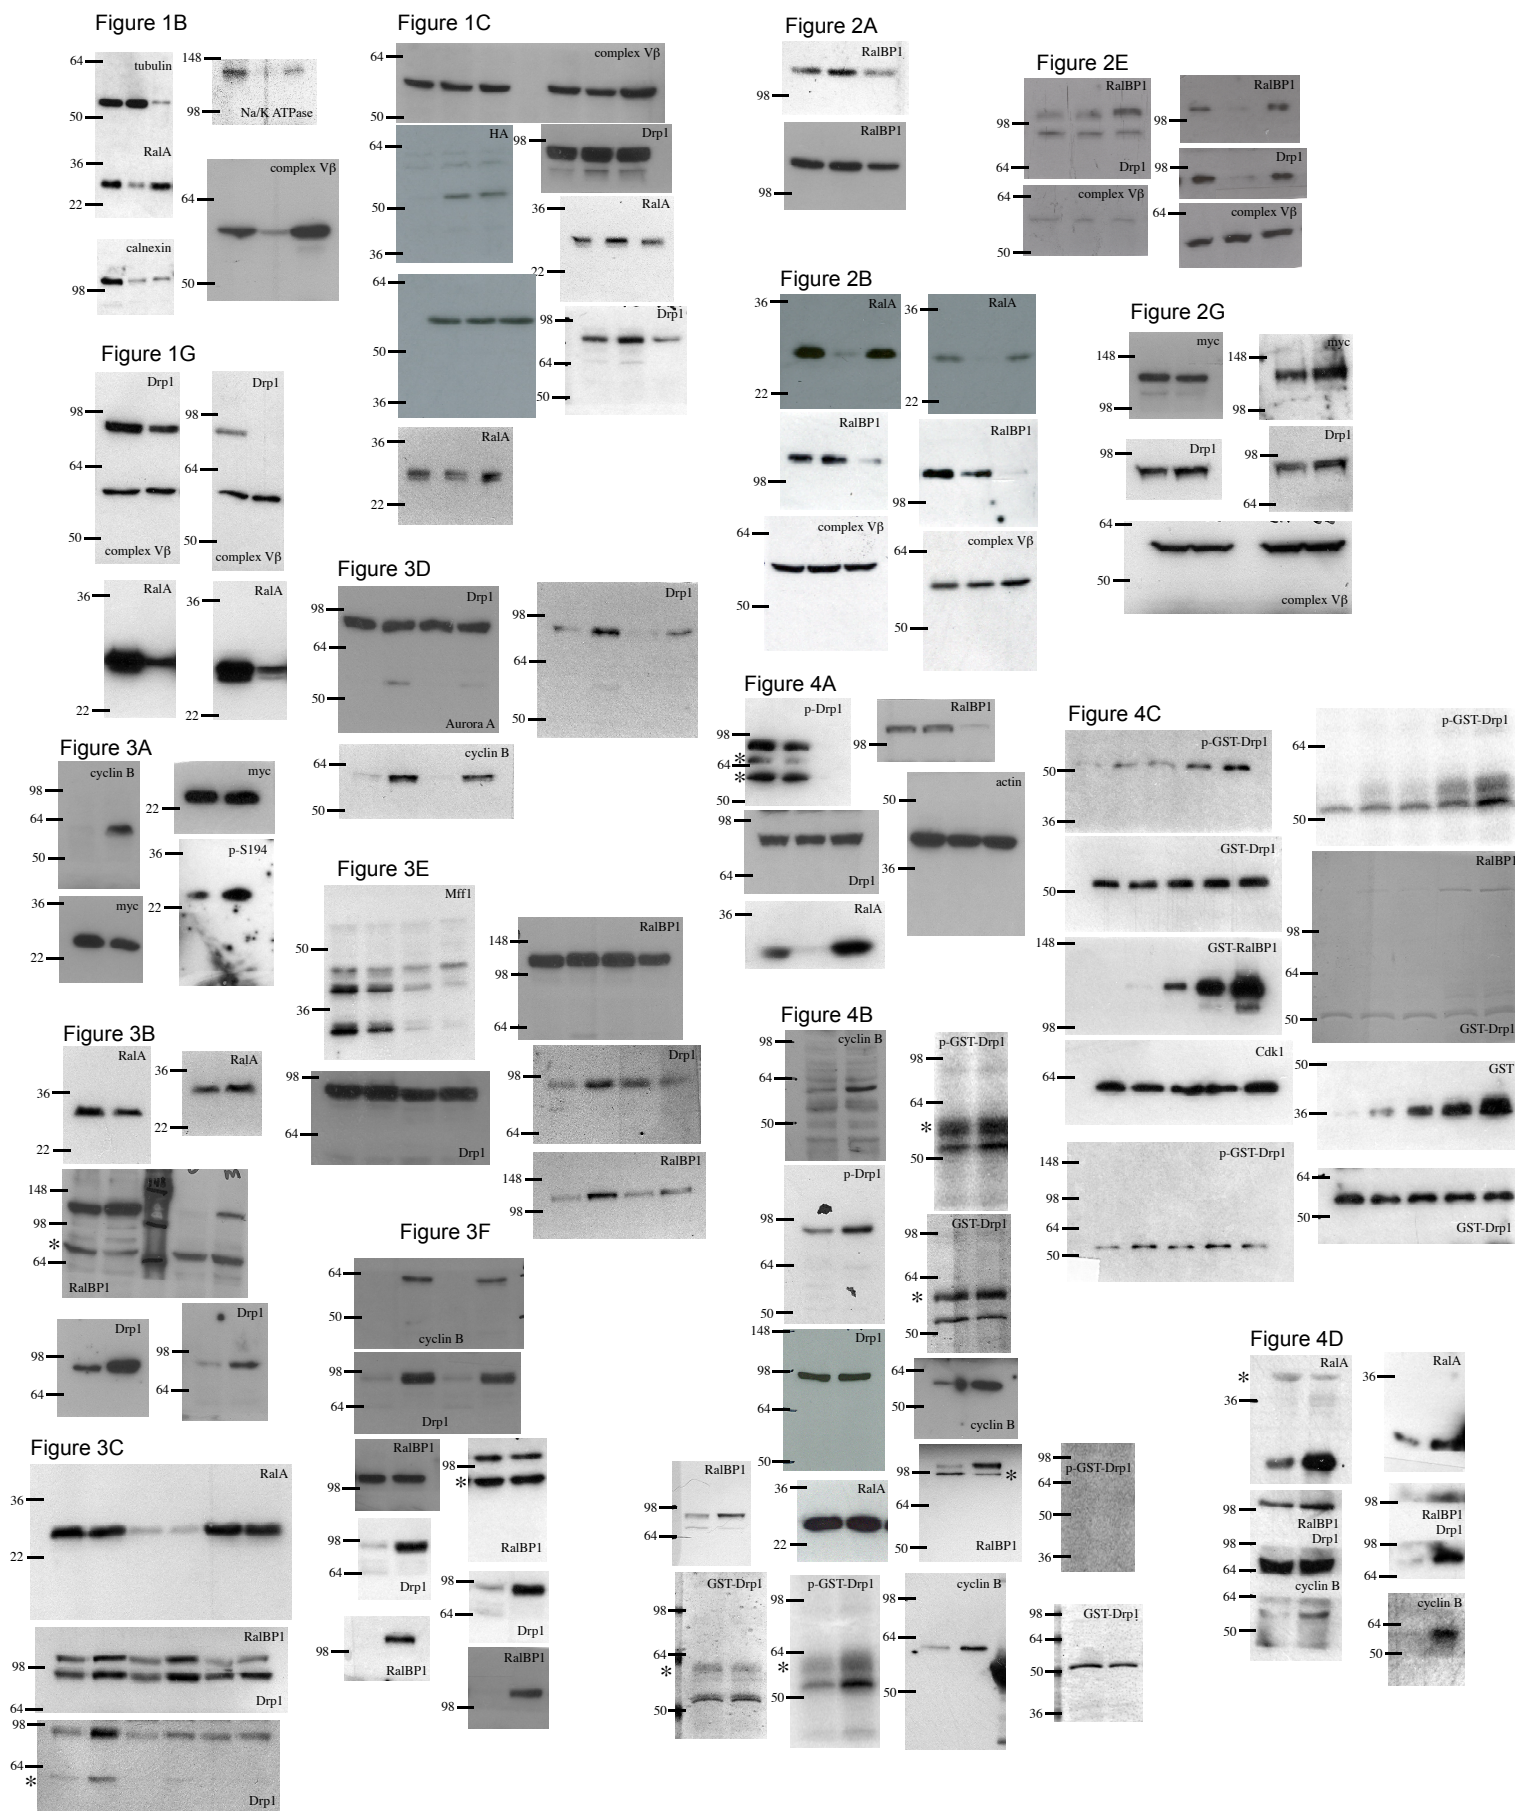 Figure 1B
64
tubulin
50
36
RalA
22
calnexin
98
148
98
Na/K ATPase
complex Vβ
64
50
Figure 1C
64
complex Vβ
50
HA
64
50
36
98
Drp1
36
RalA
22
64
50
36
98
Drp1
64
50
36
RalA
22
Figure 2A
RalBP1
98
RalBP1
98
Figure 2E
RalBP1
98
64
Drp1
64
complex Vβ
50
RalBP1
98
98
Drp1
64
complex Vβ
Figure 2B
36
RalA
22
36
RalA
22
RalBP1
98
RalBP1
98
complex Vβ
64
50
complex Vβ
64
50
Figure 2G
myc
148
98
myc
148
98
98
Drp1
Drp1
98
64
64
50
complex Vβ
Figure 1G
Drp1
98
64
50
complex Vβ
Drp1
98
64
50
complex Vβ
36
RalA
22
36
RalA
22
Figure 3D
98
Drp1
64
50
Aurora A
Drp1
98
64
50
64
cyclin B
50
Figure 3A
cyclin B
98
64
50
myc
22
p-S194
36
22
36
myc
22
Figure 3E
Mff1
50
36
RalBP1
148
98
64
98
64
Drp1
Drp1
98
64
RalBP1
148
98
Figure 3B
RalA
36
22
RalA
36
22
M
148
148
98
*
64
RalBP1
Drp1
98
64
Drp1
98
64
Figure 3F
64
50
cyclin B
98
64
Drp1
RalBP1
98
98
*
RalBP1
98
64
Drp1
98
64
Drp1
98
RalBP1
RalBP1
98
Figure 3C
RalA
36
22
RalBP1
98
Drp1
64
98
64
*
Drp1
Figure 4A
p-Drp1
98
*
64
*
50
RalBP1
98
98
64
Drp1
actin
50
36
36
RalA
Figure 4C
p-GST-Drp1
50
36
p-GST-Drp1
64
50
GST-Drp1
50
RalBP1
98
64
50
GST-Drp1
148
GST-RalBP1
98
Cdk1
64
50
GST
36
p-GST-Drp1
148
98
64
50
64
50
GST-Drp1
Figure 4B
98
cyclin B
64
50
p-GST-Drp1
98
64
*
50
p-Drp1
98
64
50
GST-Drp1
98
64
*
50
148
Drp1
98
64
50
64
50
cyclin B
RalBP1
98
64
36
RalA
22
98
*
64
50
RalBP1
98
p-GST-Drp1
64
50
36
GST-Drp1
98
64
*
50
p-GST-Drp1
98
64
*
50
cyclin B
98
64
50
GST-Drp1
98
64
50
36
Figure 4D
RalA
*
36
RalA
36
98
RalBP1
Drp1
64
cyclin B
64
50
98
RalBP1
Drp1
98
64
cyclin B
64
50